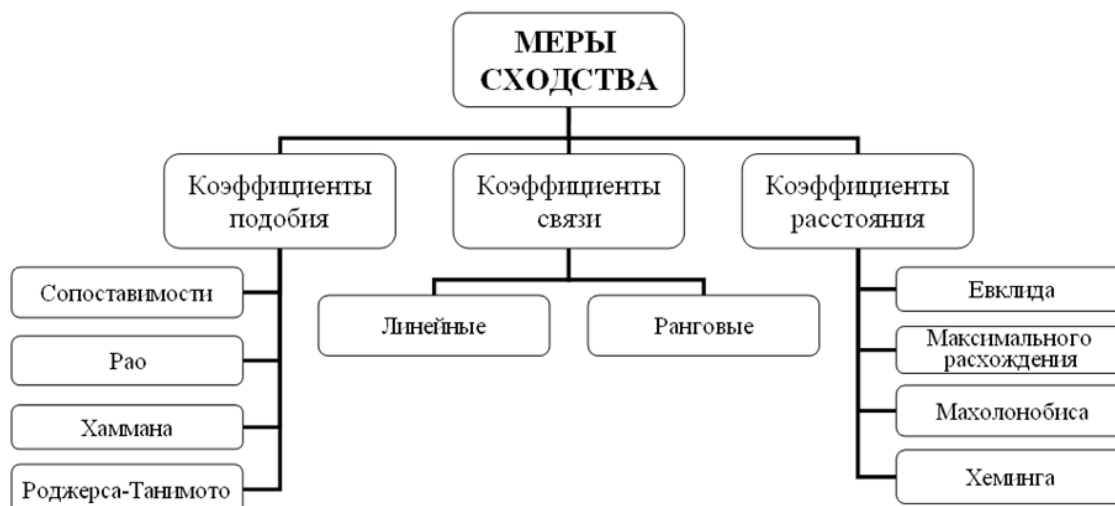 МЕРЫ
СХОДСТВА
Коэффициенты
подобия
Коэффициенты
связи
Коэффициенты
расстояния
Сопоставимости
Рао
Хаммана
Роджерса-Танимото
Линейные
Ранговые
Евклида
Максимального
расхождения
Махолонобиса
Хеминга